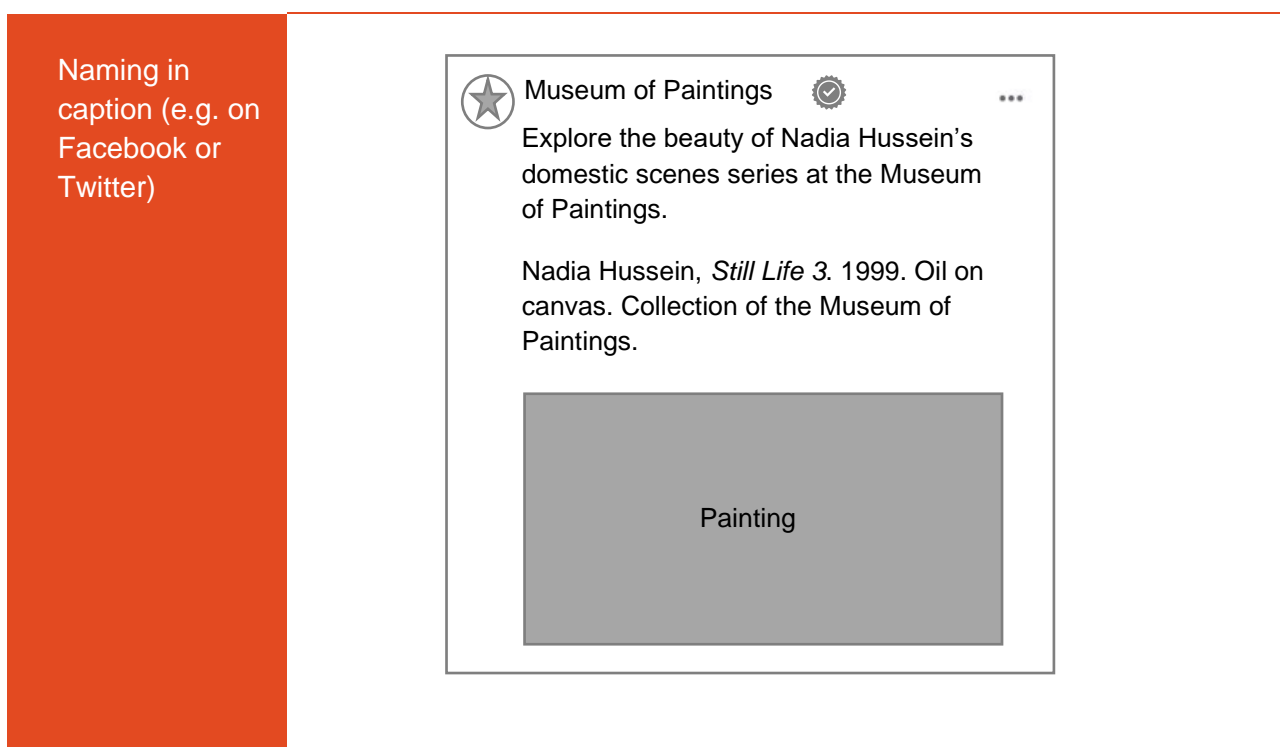 Naming in
caption (e.g. on
Facebook or
Twitter)
Museum of Paintings
Explore the beauty of Nadia Hussein’s
domestic scenes series at the Museum
of Paintings.
Nadia Hussein, Still Life 3. 1999. Oil on
canvas. Collection of the Museum of
Paintings.
Painting